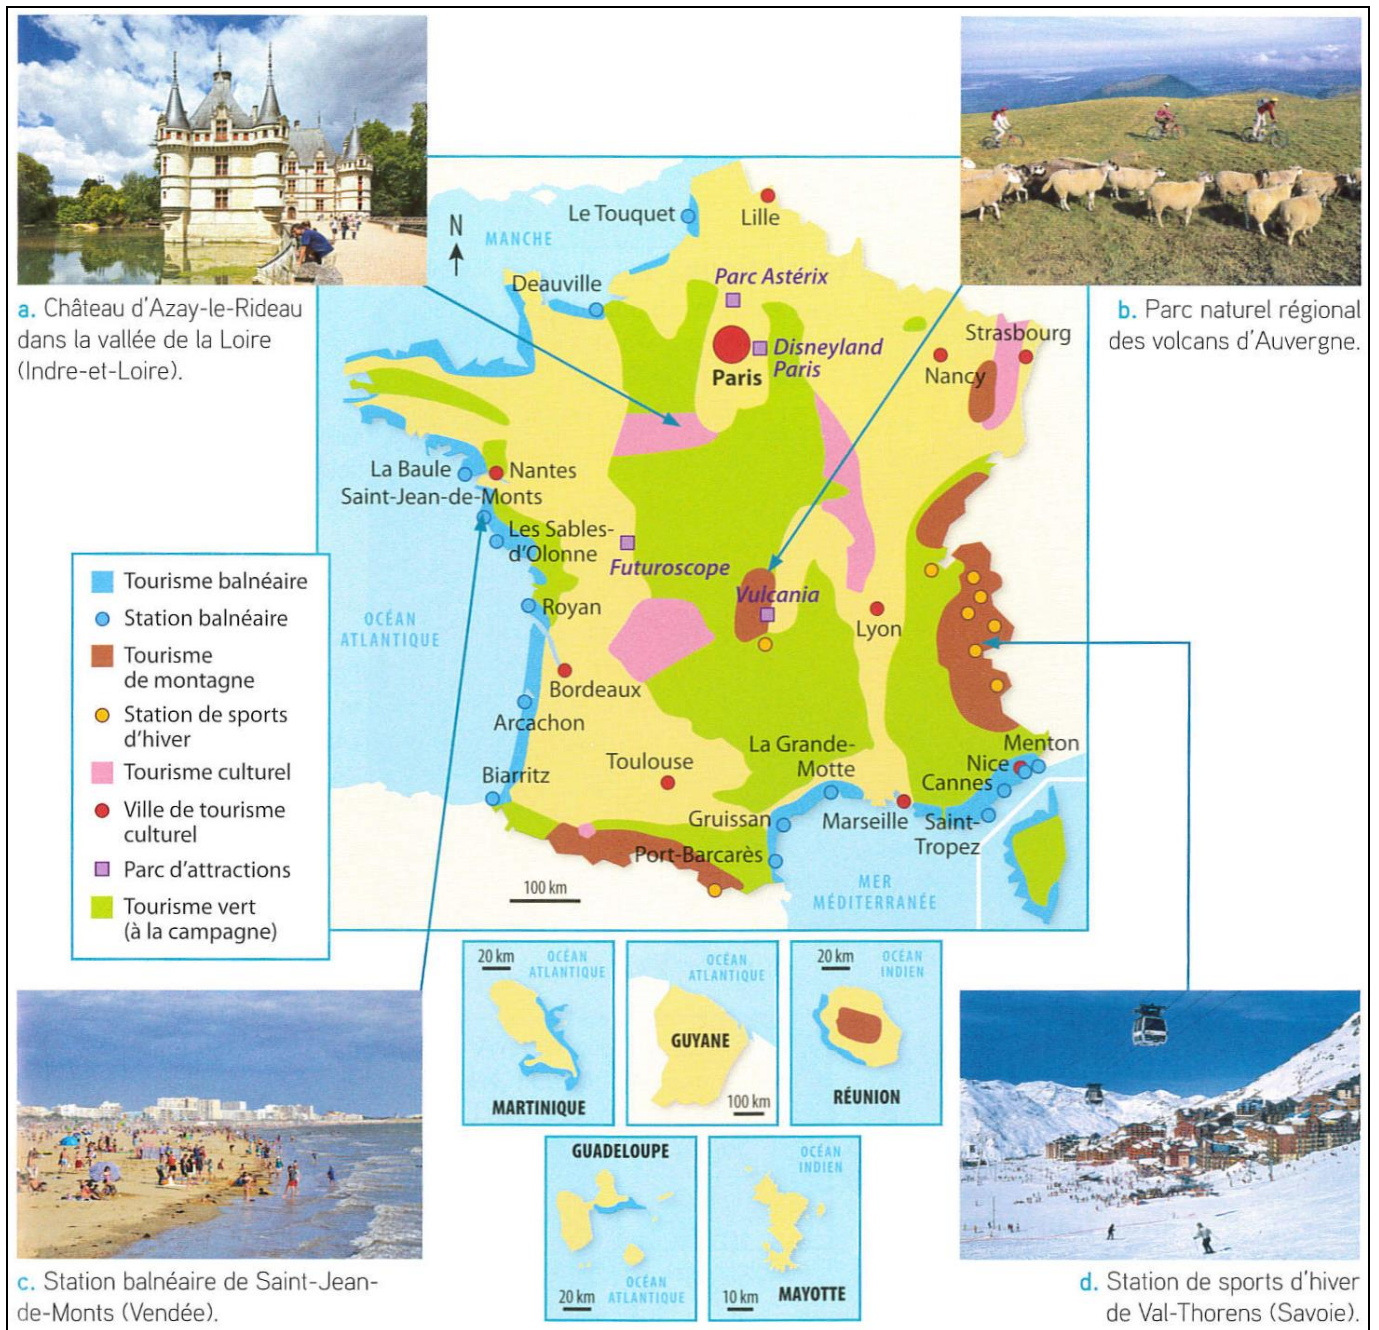 a. Château d'Azay-le-Rideau
dans la vallée de la Loire
(Indre-et-Loire).
b. Parc naturel régional
des volcans d'Auvergne.
N
MANCHE
Le Touquet
Lille
Deauville
Parc Astérix
Disneyland
Paris
Paris
Strasbourg
Nancy
La Baule
Nantes
Saint-Jean-de-Monts
Les Sables-
d'Olonne
Futuroscope
Vulcania
Royan
Lyon
OCÉAN
ATLANTIQUE
Bordeaux
Arcachon
Biarritz
Toulouse
La Grande-
Motte
Menton
Nice
Cannes
Gruissan
Marseille
Saint-
Tropez
Port-Barcarès
100 km
MER
MÉDITERRANÉE
Tourisme balnéaire
Station balnéaire
Tourisme
de montagne
Station de sports
d'hiver
Tourisme culturel
Ville de tourisme
culturel
Parc d'attractions
Tourisme vert
(à la campagne)
20 km
OCÉAN
ATLANTIQUE
MARTINIQUE
OCÉAN
ATLANTIQUE
GUYANE
100 km
20 km
OCÉAN
INDIEN
RÉUNION
GUADELOUPE
20 km
OCÉAN
ATLANTIQUE
OCÉAN
INDIEN
10 km
MAYOTTE
c. Station balnéaire de Saint-Jean-
de-Monts (Vendée).
d. Station de sports d'hiver
de Val-Thorens (Savoie).